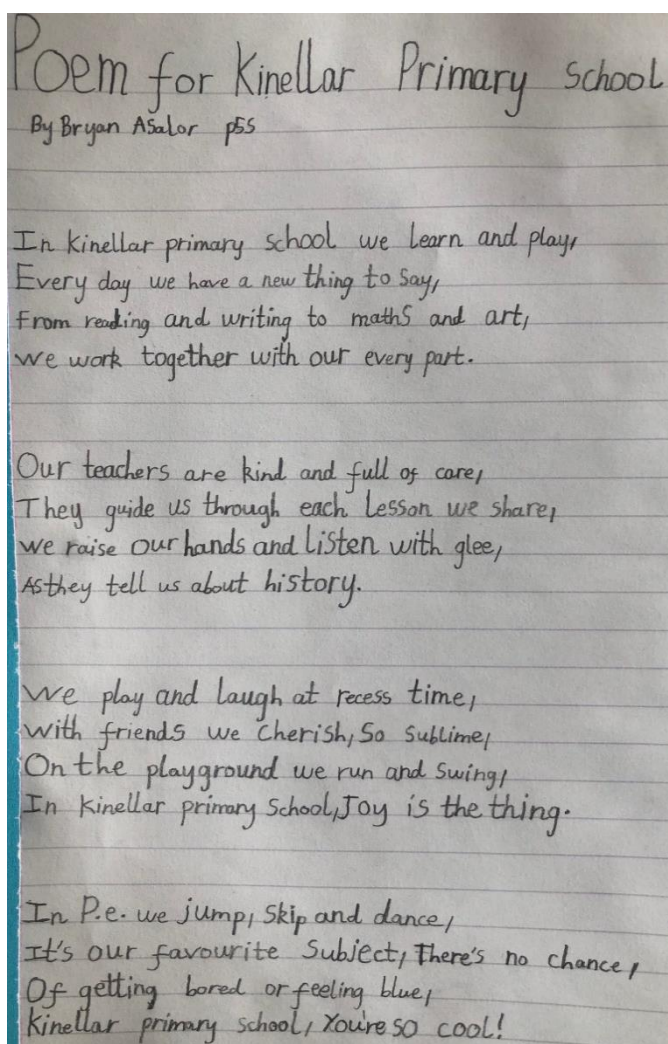 Poem for Kinellar Primary School
By Bryan Asalor p5S
In kinellar primary school we learn and play,
Every day we have a new thing to say,
From reading and writing to maths and art,
We work together with our every part.
Our teachers are kind and full of care,
They guide us through each lesson we share,
We raise our hands and listen with glee,
As they tell us about history.
We play and laugh at recess time,
With friends we cherish, So sublime,
On the playground we run and swing,
In kinellar primary School, Joy is the thing.
In P.e. we jump, skip and dance,
It's our favourite subject, There's no chance,
Of getting bored or feeling blue,
Kinellar primary school, You're so cool!